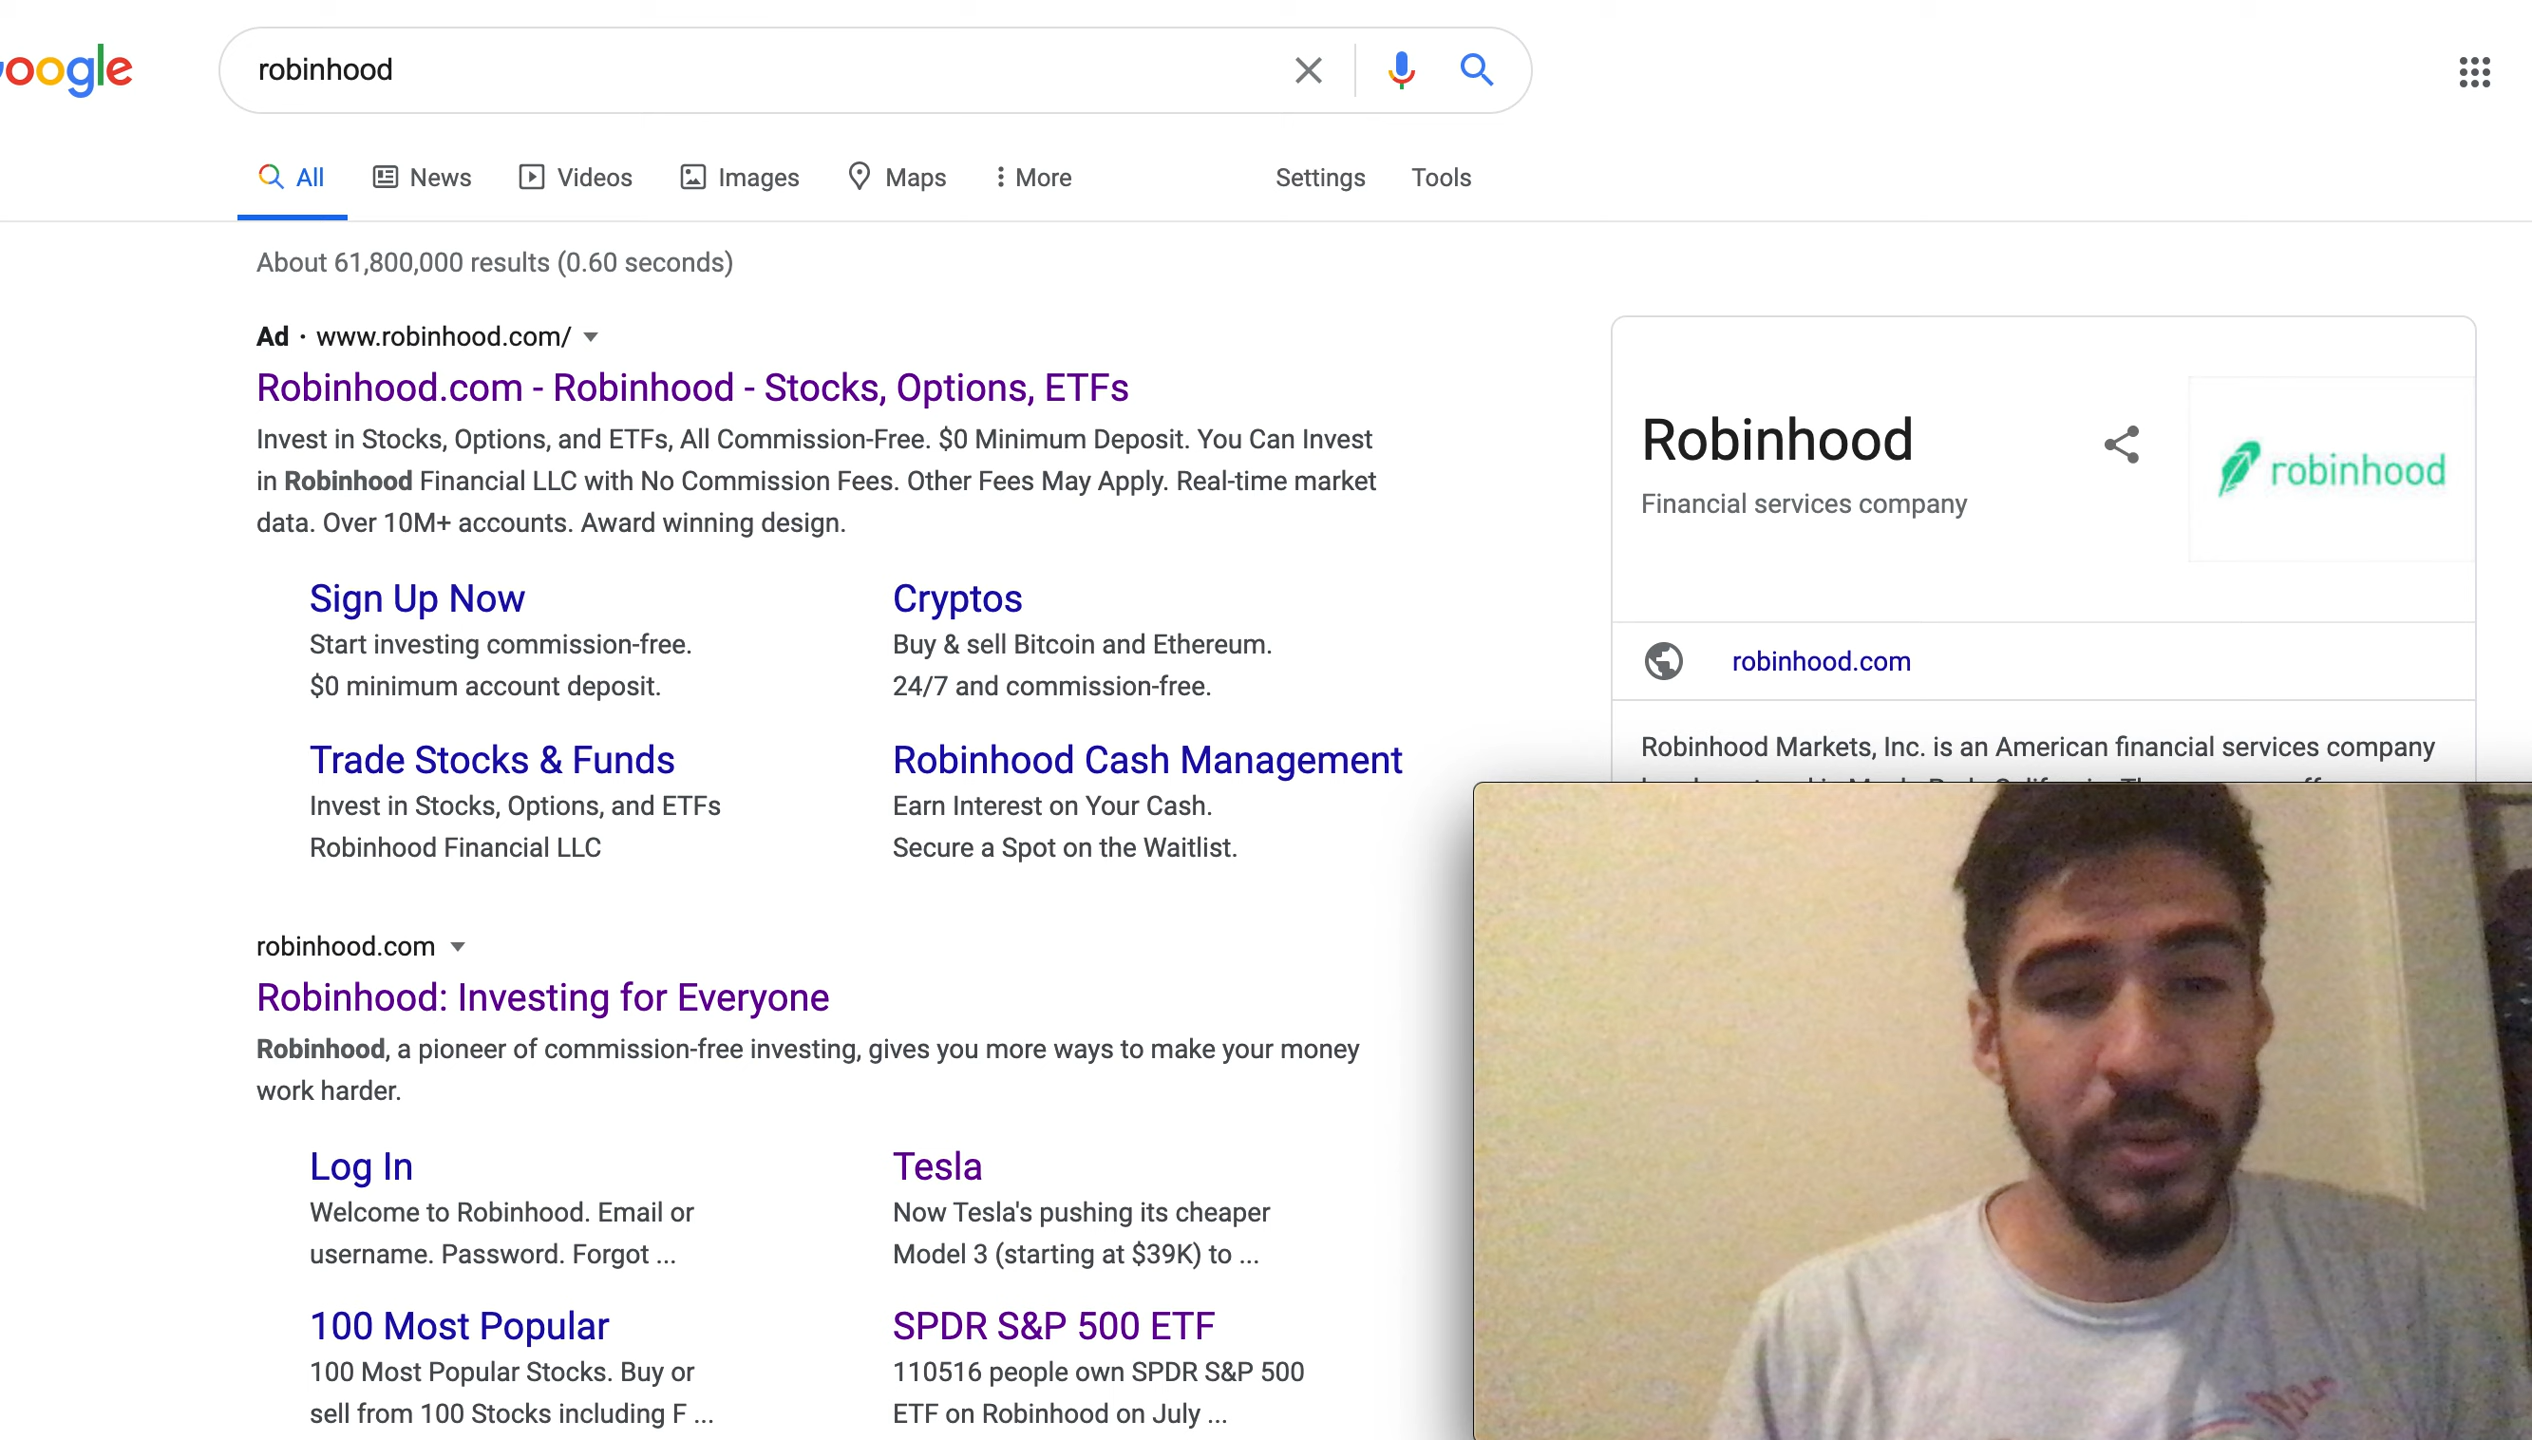 oogle
robinhood
All News Videos Images Maps More Settings Tools
About 61,800,000 results (0.60 seconds)
Ad · www.robinhood.com/
Robinhood.com - Robinhood - Stocks, Options, ETFs
Invest in Stocks, Options, and ETFs, All Commission-Free. $0 Minimum Deposit. You Can Invest
in Robinhood Financial LLC with No Commission Fees. Other Fees May Apply. Real-time market
data. Over 10M+ accounts. Award winning design.
Sign Up Now
Start investing commission-free.
$0 minimum account deposit.
Cryptos
Buy & sell Bitcoin and Ethereum.
24/7 and commission-free.
Trade Stocks & Funds
Invest in Stocks, Options, and ETFs
Robinhood Financial LLC
Robinhood Cash Management
Earn Interest on Your Cash.
Secure a Spot on the Waitlist.
robinhood.com
Robinhood: Investing for Everyone
Robinhood, a pioneer of commission-free investing, gives you more ways to make your money
work harder.
Log In
Welcome to Robinhood. Email or
username. Password. Forgot ...
Tesla
Now Tesla's pushing its cheaper
Model 3 (starting at $39K) to ...
100 Most Popular
100 Most Popular Stocks. Buy or
sell from 100 Stocks including F ...
SPDR S&P 500 ETF
110516 people own SPDR S&P 500
ETF on Robinhood on July ...
Robinhood
Financial services company
robinhood
robinhood.com
Robinhood Markets, Inc. is an American financial services company